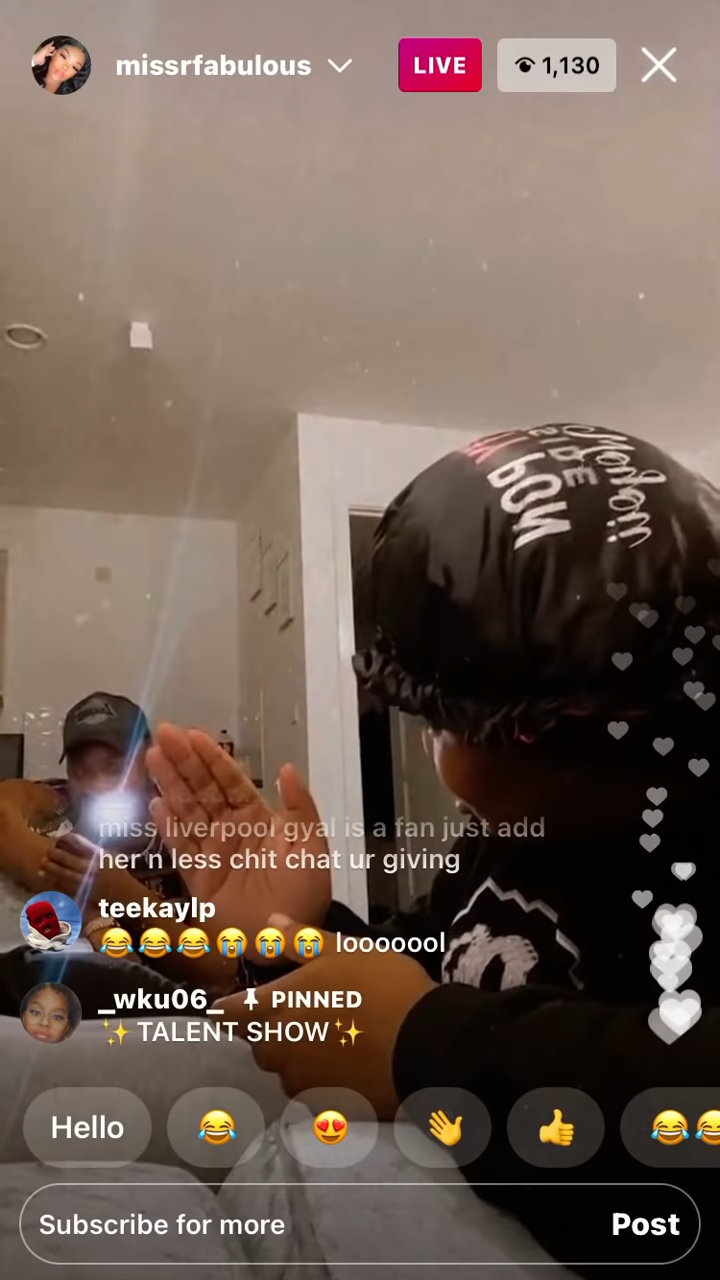 missrfabulous
LIVE
1,130
miss liverpool gyal is a fan just add
her n less chit chat ur giving
teekaylp
😂😂😂😭😭😭 looooool
_wku06_ PINNED
✨ TALENT SHOW✨
Hello
😂
😍
👋
👍
😂😂
Subscribe for more
Post